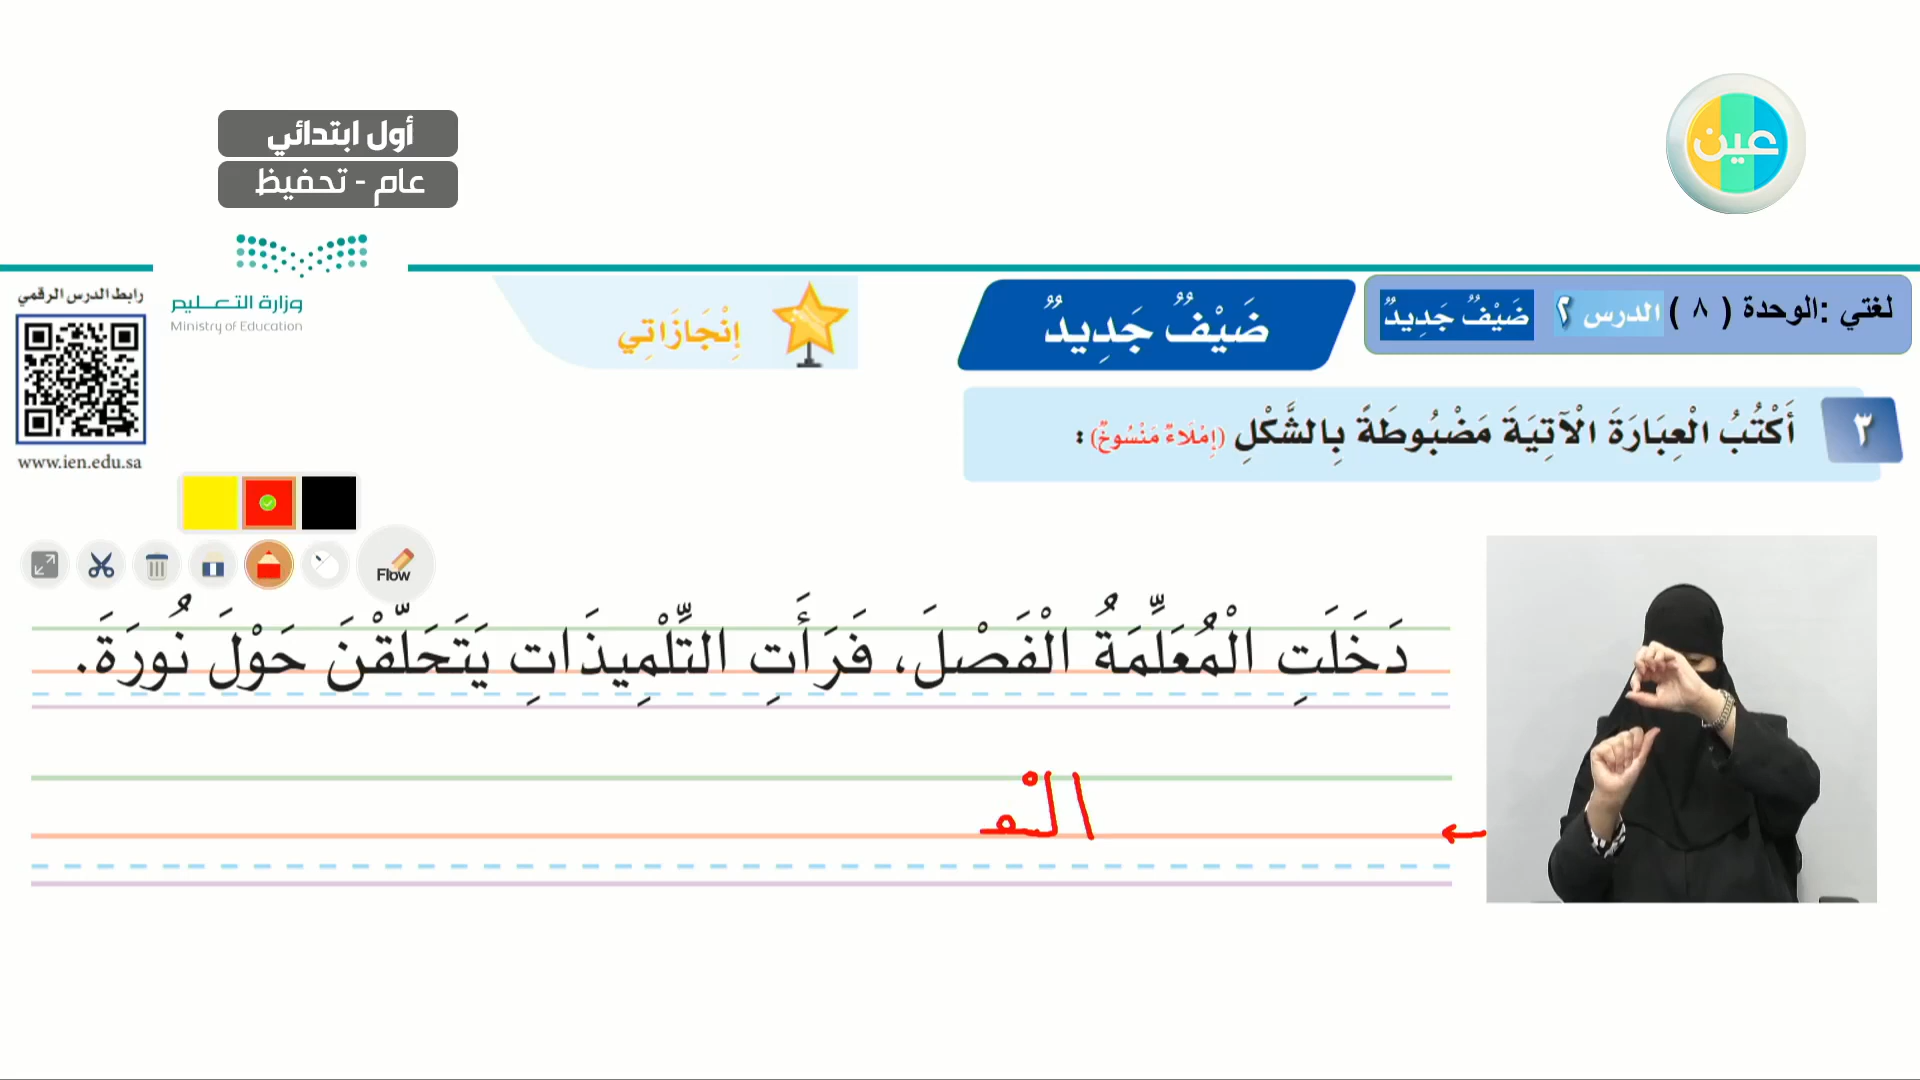 عين
أول ابتدائي
عام - تحفيظ
وزارة التعليم
Ministry of Education
رابط الدرس الرقمي
www.ien.edu.sa
لغتي :الوحدة ( ٨ ) الدرس ٢ ضَيْفٌ جَدِيدٌ
ضَيْفٌ جَدِيدٌ
إِنْجَازَاتِي
٣ أَكْتُبُ الْعِبَارَةَ الْآتِيَةَ مَضْبُوطَةً بِالشَّكْلِ (إِمْلَاءٌ مَنْسُوخٌ) :
Flow
دَخَلَتِ الْمُعَلِّمَةُ الْفَصْلَ، فَرَأَتِ التِّلْمِيذَاتِ يَتَحَلَّقْنَ حَوْلَ نُورَةَ.
الْمـ